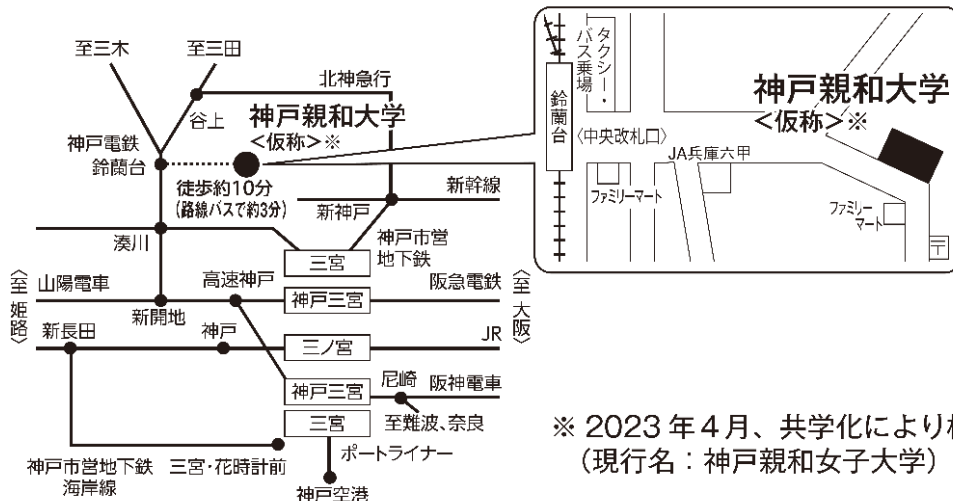 至三木
至三田
北神急行
谷上
神戸電鉄
鈴蘭台
神戸親和大学
<仮称>※
徒歩約10分
(路線バスで約3分)
新幹線
新神戸
湊川
神戸市営
地下鉄
三宮
〈至 姫路〉
山陽電車
高速神戸
神戸三宮
阪急電鉄
〈至 大阪〉
新開地
新長田
神戸
三ノ宮
JR
神戸三宮
尼崎
阪神電車
三宮
至難波、奈良
神戸市営地下鉄
海岸線
三宮・花時計前
ポートライナー
神戸空港
タクシー・
バス乗場
鈴蘭台
〈中央改札口〉
神戸親和大学
<仮称>※
JA兵庫六甲
ファミリーマート
ファミリー
マート
〒
※ 2023年4月、共学化により
(現行名：神戸親和女子大学)